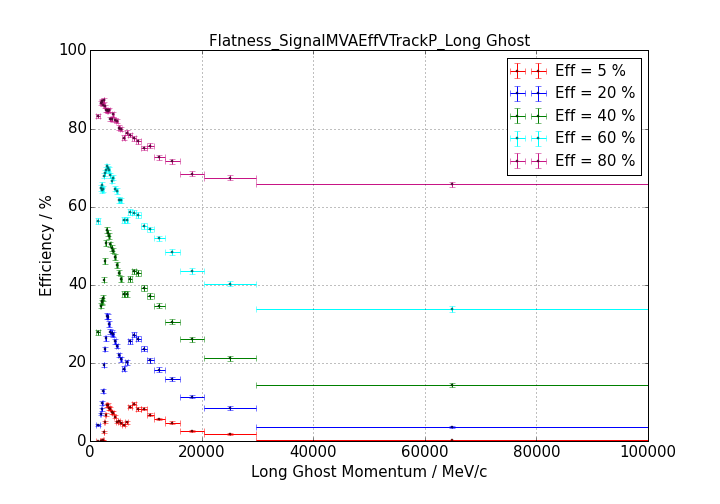 Flatness_SignalMVAEffVTrackP_Long Ghost
Efficiency / %
100
80
60
40
20
0
Eff = 5 %
Eff = 20 %
Eff = 40 %
Eff = 60 %
Eff = 80 %
0 20000 40000 60000 80000 100000
Long Ghost Momentum / MeV/c